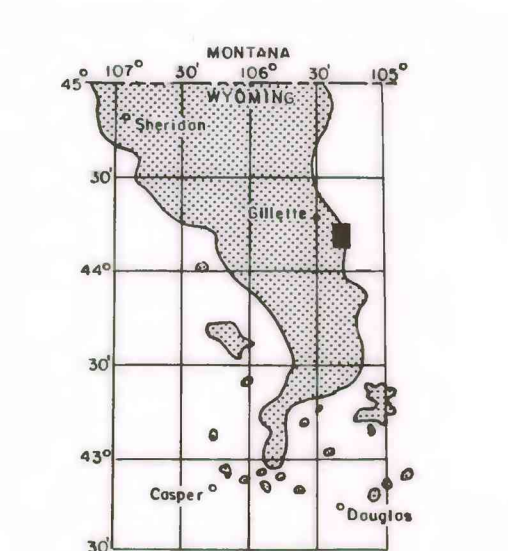 MONTANA
45° 107° 30' 106° 30' 105°
WYOMING
Sheridan
30'
Gillette
44°
30'
43°
Casper
Douglas
30'